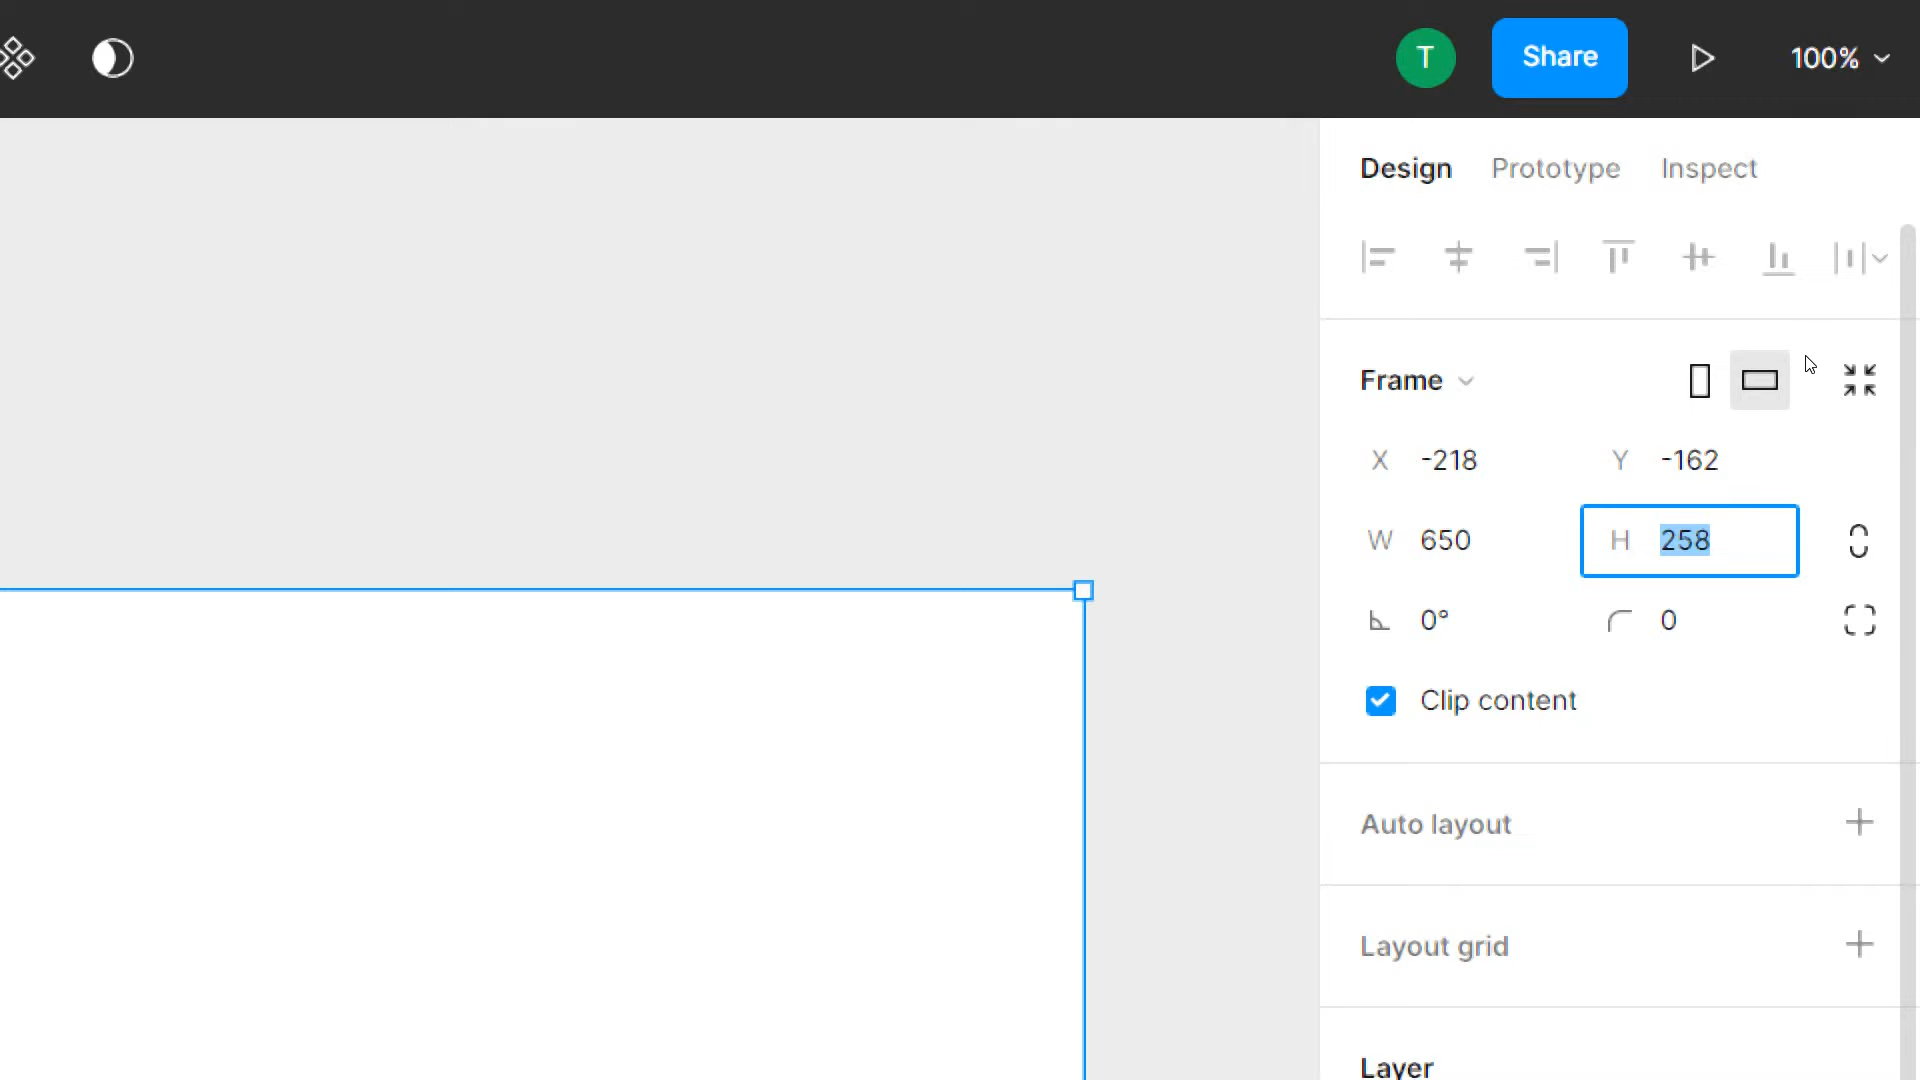 T Share 100%
Design Prototype Inspect
Frame
X -218 Y -162
W 650 H 258
0° 0
Clip content
Auto layout
Layout grid
Layer